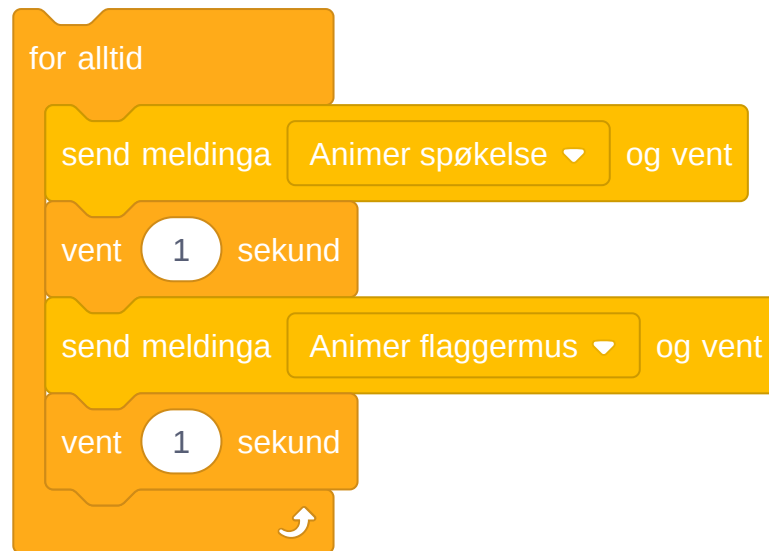 for alltid
send meldinga Animer spøkelse og vent
vent 1 sekund
send meldinga Animer flaggermus og vent
vent 1 sekund